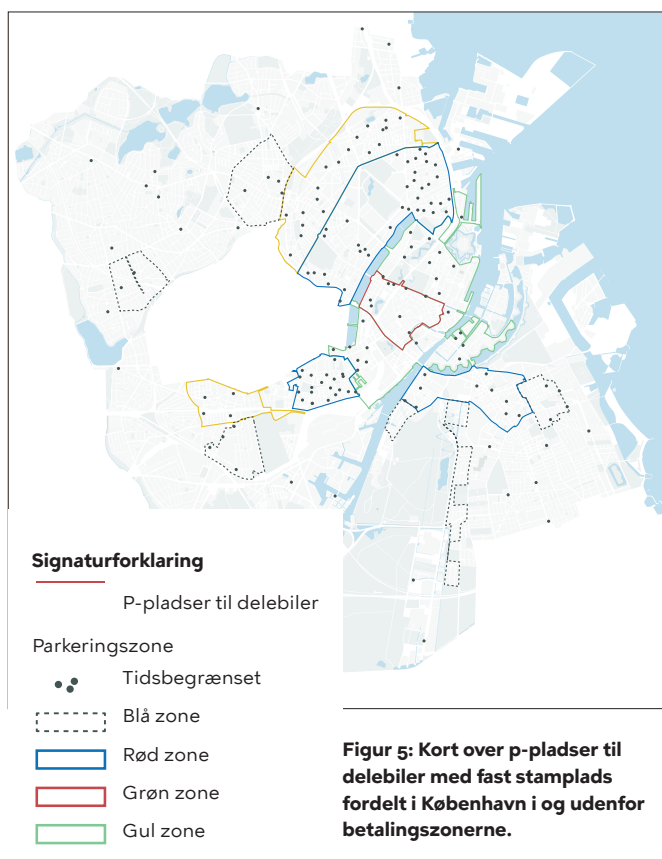 Signaturforklaring
P-pladser til delebiler
Parkeringszone
Tidsbegrænset
Blå zone
Rød zone
Grøn zone
Gul zone
Figur 5: Kort over p-pladser til
delebiler med fast stamplads
fordelt i København i og udenfor
betalingszonerne.